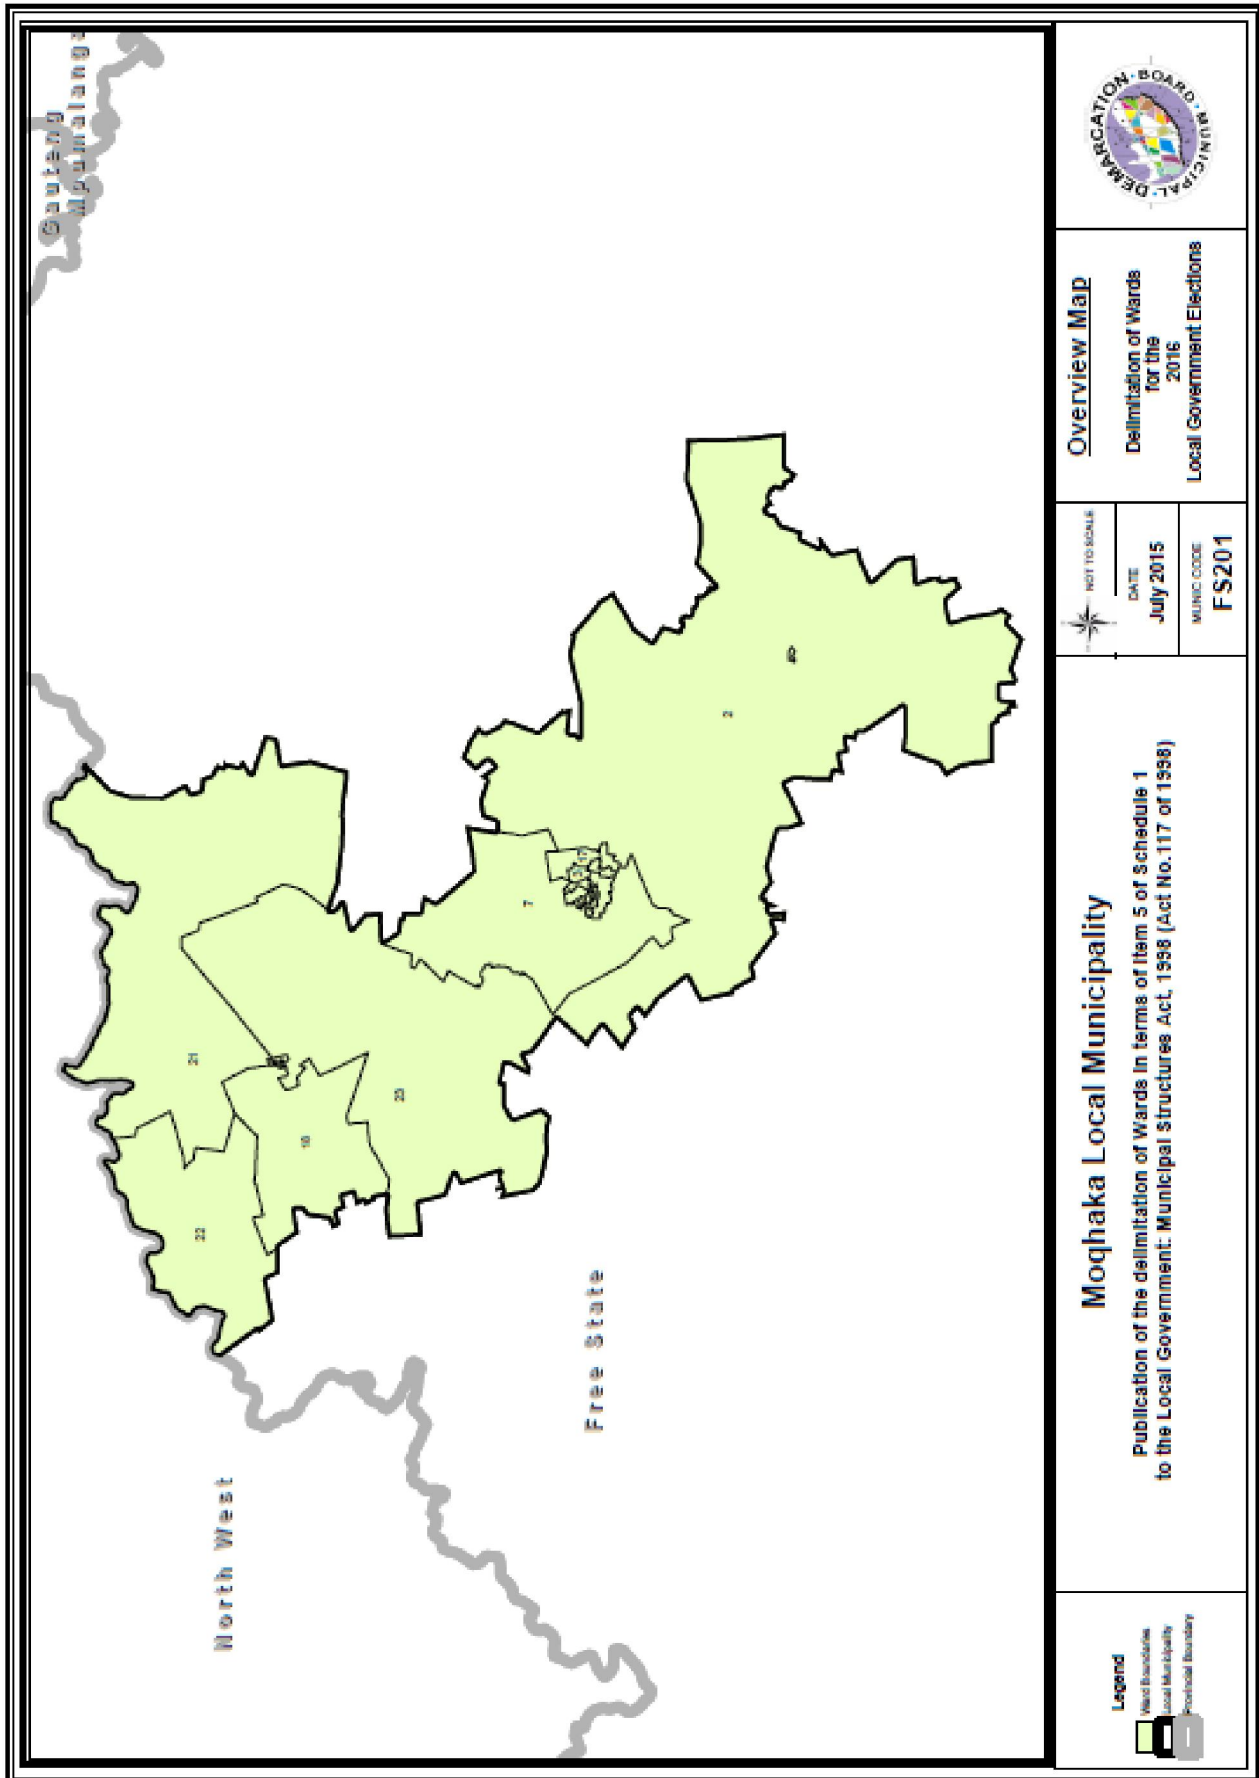 Gauteng
Mpumalanga
North West
Free State
21
22
18
23
7
2
17
Legend
Ward Boundaries
Local Municipality
Provincial Boundary
Moqhaka Local Municipality
Publication of the delimitation of Wards in terms of Item 5 of Schedule 1
to the Local Government: Municipal Structures Act, 1998 (Act No.117 of 1998)
NOT TO SCALE
DATE
July 2015
MUNIC CODE
FS201
Overview Map
Delimitation of Wards
for the
2016
Local Government Elections
MUNICIPAL · DEMARCATION · BOARD